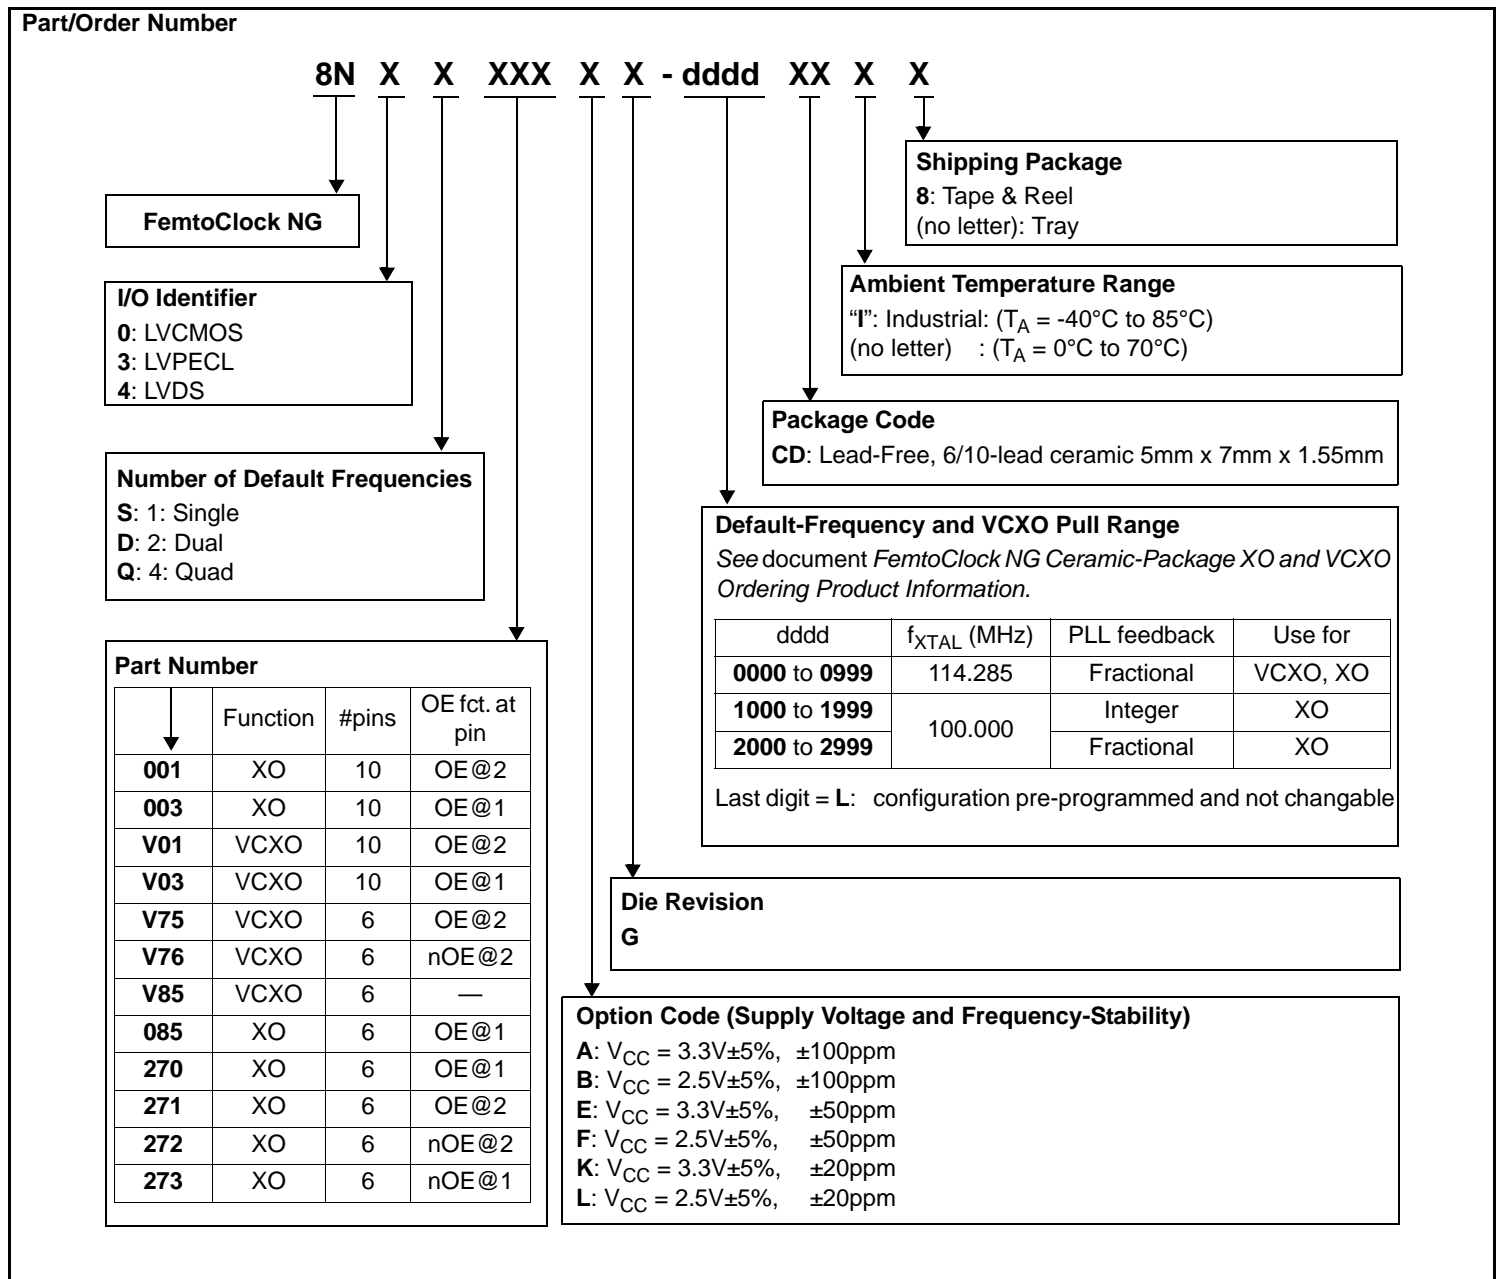 Part/Order Number
8N X X XXX X X - dddd XX X X
Shipping Package
8: Tape & Reel
(no letter): Tray
FemtoClock NG
Ambient Temperature Range
“I”: Industrial: (TA = -40°C to 85°C)
(no letter) : (TA = 0°C to 70°C)
I/O Identifier
0: LVCMOS
3: LVPECL
4: LVDS
Package Code
CD: Lead-Free, 6/10-lead ceramic 5mm x 7mm x 1.55mm
Number of Default Frequencies
S: 1: Single
D: 2: Dual
Q: 4: Quad
Default-Frequency and VCXO Pull Range
See document FemtoClock NG Ceramic-Package XO and VCXO
Ordering Product Information.
dddd fXTAL (MHz) PLL feedback Use for
0000 to 0999 114.285 Fractional VCXO, XO
1000 to 1999 100.000 Integer XO
2000 to 2999 Fractional XO
Last digit = L: configuration pre-programmed and not changable
Part Number
Function #pins OE fct. at
pin
001 XO 10 OE@2
003 XO 10 OE@1
V01 VCXO 10 OE@2
V03 VCXO 10 OE@1
V75 VCXO 6 OE@2
V76 VCXO 6 nOE@2
V85 VCXO 6 —
085 XO 6 OE@1
270 XO 6 OE@1
271 XO 6 OE@2
272 XO 6 nOE@2
273 XO 6 nOE@1
Die Revision
G
Option Code (Supply Voltage and Frequency-Stability)
A: VCC = 3.3V±5%, ±100ppm
B: VCC = 2.5V±5%, ±100ppm
E: VCC = 3.3V±5%, ±50ppm
F: VCC = 2.5V±5%, ±50ppm
K: VCC = 3.3V±5%, ±20ppm
L: VCC = 2.5V±5%, ±20ppm